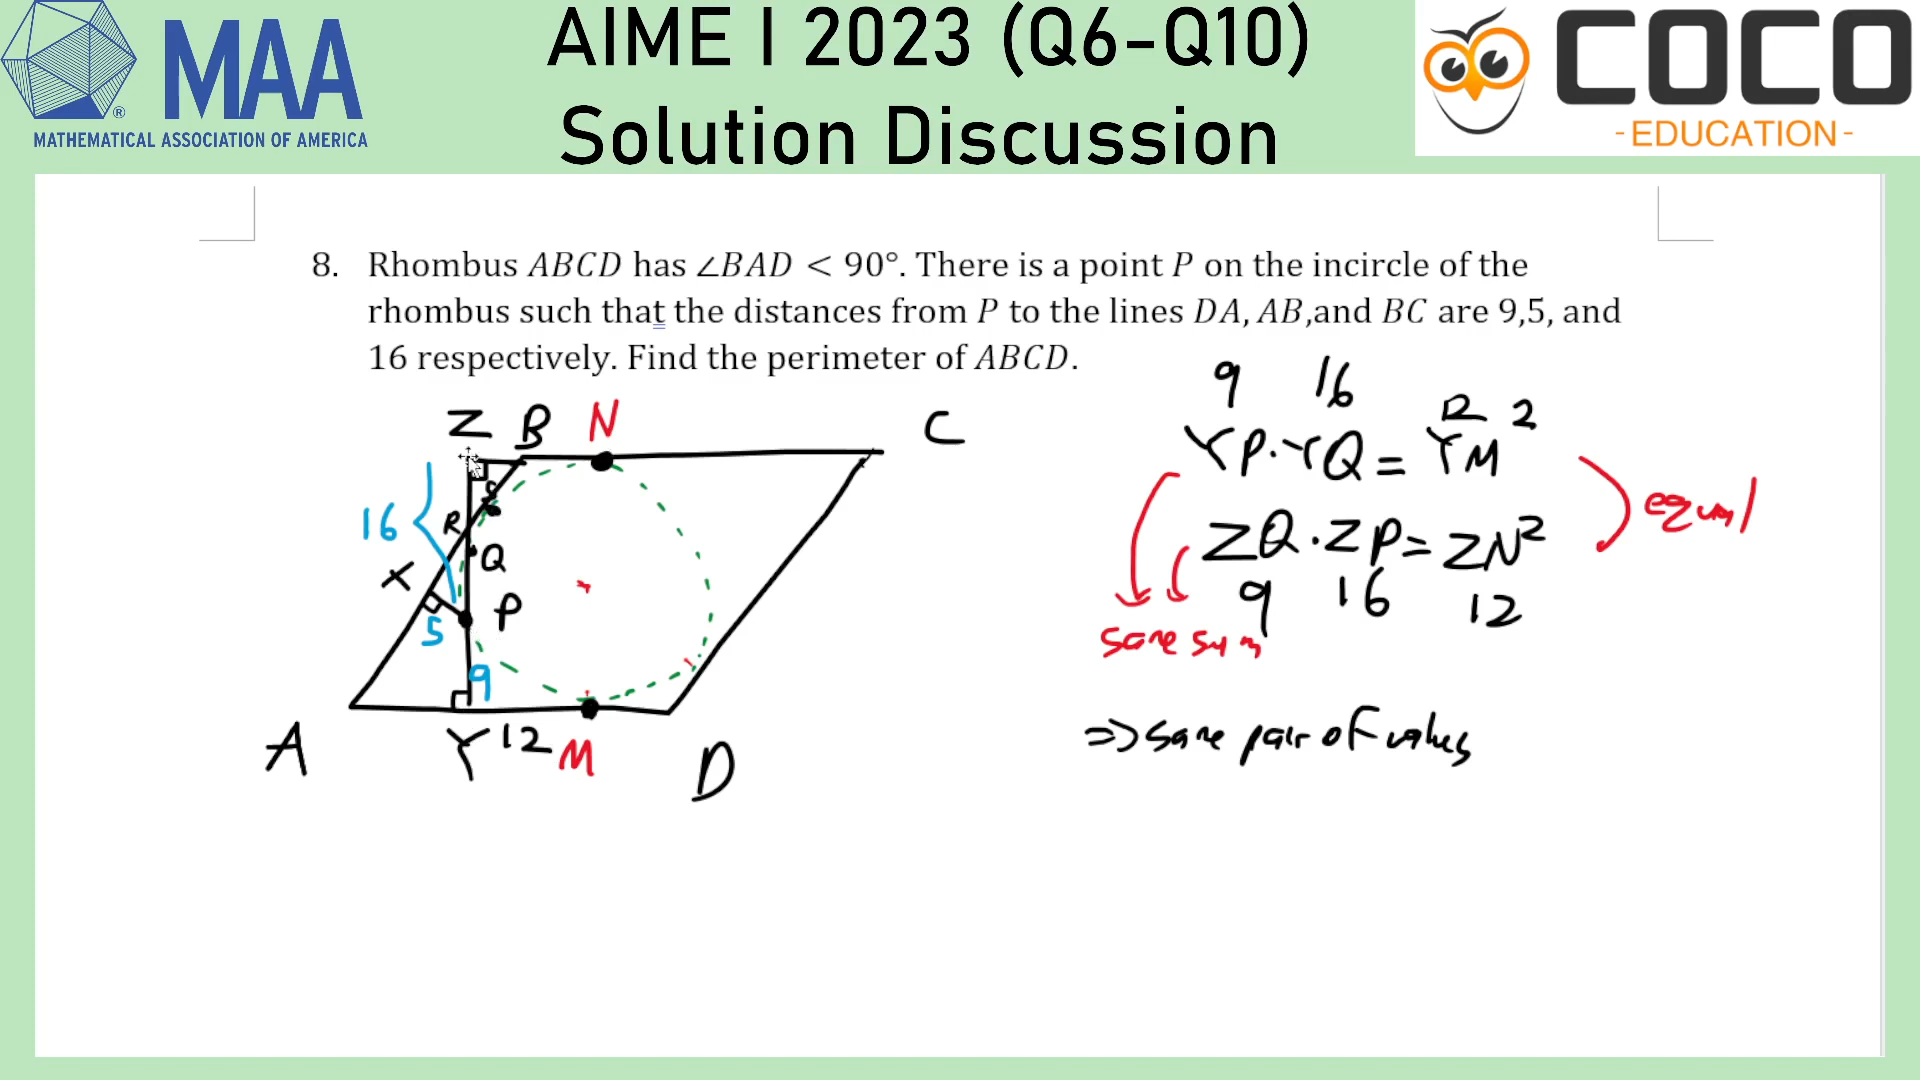 MAA
®
MATHEMATICAL ASSOCIATION OF AMERICA
AIME I 2023 (Q6-Q10)
Solution Discussion
COCO
-EDUCATION-
8. Rhombus ABCD has ∠BAD < 90°. There is a point P on the incircle of the
rhombus such that the distances from P to the lines DA, AB,and BC are 9,5, and
16 respectively. Find the perimeter of ABCD.
9 16 12
YP·YQ = YM²
ZQ·ZP = ZN²
9 16 12
equal
same sum
⇒ same pair of values
Z B N C
S
R
16
Q
X
P
5
9
A Y 12 M D